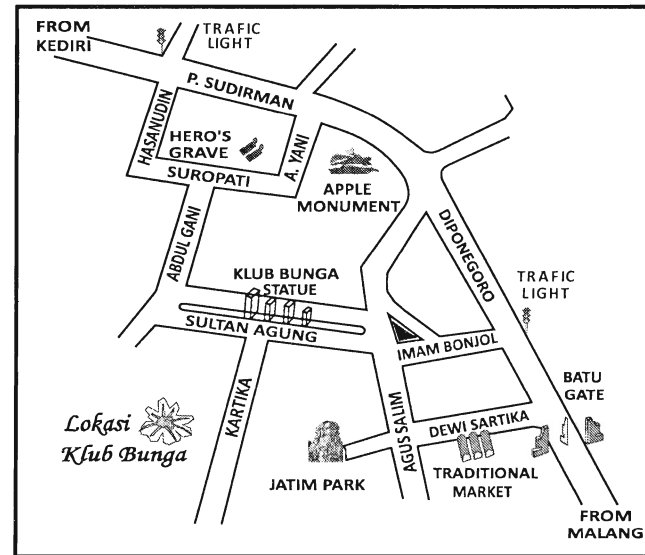 FROM
KEDIRI
TRAFIC
LIGHT
P. SUDIRMAN
HASANUDIN
HERO'S
GRAVE
A. YANI
SUROPATI
APPLE
MONUMENT
ABDUL GANI
DIPONEGORO
KLUB BUNGA
STATUE
TRAFIC
LIGHT
SULTAN AGUNG
IMAM BONJOL
KARTIKA
AGUS SALIM
BATU
GATE
Lokasi
Klub Bunga
DEWI SARTIKA
JATIM PARK
TRADITIONAL
MARKET
FROM
MALANG